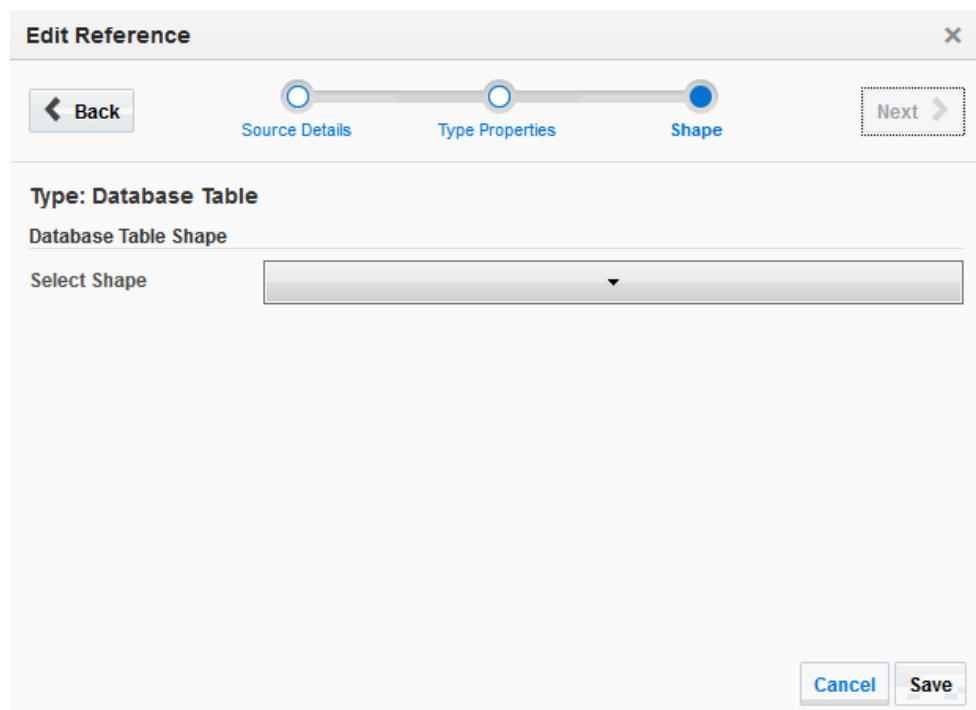 Edit Reference
Back
Source Details
Type Properties
Shape
Next
Type: Database Table
Database Table Shape
Select Shape
Cancel
Save